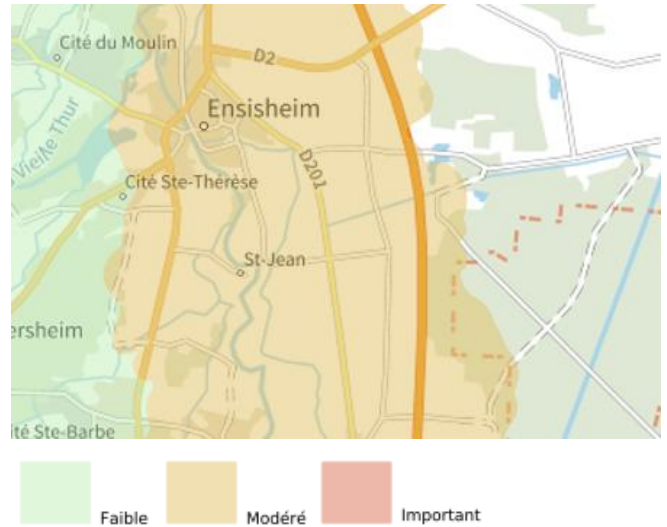 Cité du Moulin
D2
Ensisheim
Vieille Thur
D201
Cité Ste-Thérèse
St-Jean
ersheim
ité Ste-Barbe
Faible
Modéré
Important